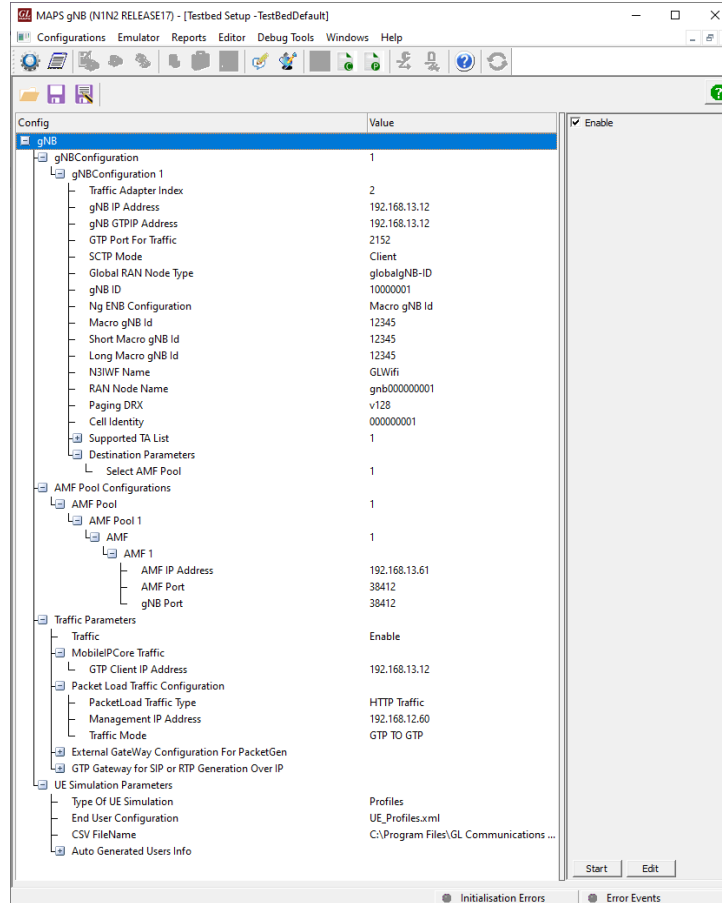 GL MAPS gNB (N1N2 RELEASE17) - [Testbed Setup -TestBedDefault]
Configurations Emulator Reports Editor Debug Tools Windows Help
Config Value
Enable
gNB
gNBConfiguration 1
gNBConfiguration 1
Traffic Adapter Index 2
gNB IP Address 192.168.13.12
gNB GTPIP Address 192.168.13.12
GTP Port For Traffic 2152
SCTP Mode Client
Global RAN Node Type globalgNB-ID
gNB ID 10000001
Ng ENB Configuration Macro gNB Id
Macro gNB Id 12345
Short Macro gNB Id 12345
Long Macro gNB Id 12345
N3IWF Name GLWifi
RAN Node Name gnb000000001
Paging DRX v128
Cell Identity 000000001
Supported TA List 1
Destination Parameters
Select AMF Pool 1
AMF Pool Configurations
AMF Pool 1
AMF Pool 1
AMF 1
AMF 1
AMF IP Address 192.168.13.61
AMF Port 38412
gNB Port 38412
Traffic Parameters
Traffic Enable
MobileIPCore Traffic
GTP Client IP Address 192.168.13.12
Packet Load Traffic Configuration
PacketLoad Traffic Type HTTP Traffic
Management IP Address 192.168.12.60
Traffic Mode GTP TO GTP
External GateWay Configuration For PacketGen
GTP Gateway for SIP or RTP Generation Over IP
UE Simulation Parameters
Type Of UE Simulation Profiles
End User Configuration UE_Profiles.xml
CSV FileName C:\Program Files\GL Communications ...
Auto Generated Users Info
Start Edit
Initialisation Errors Error Events